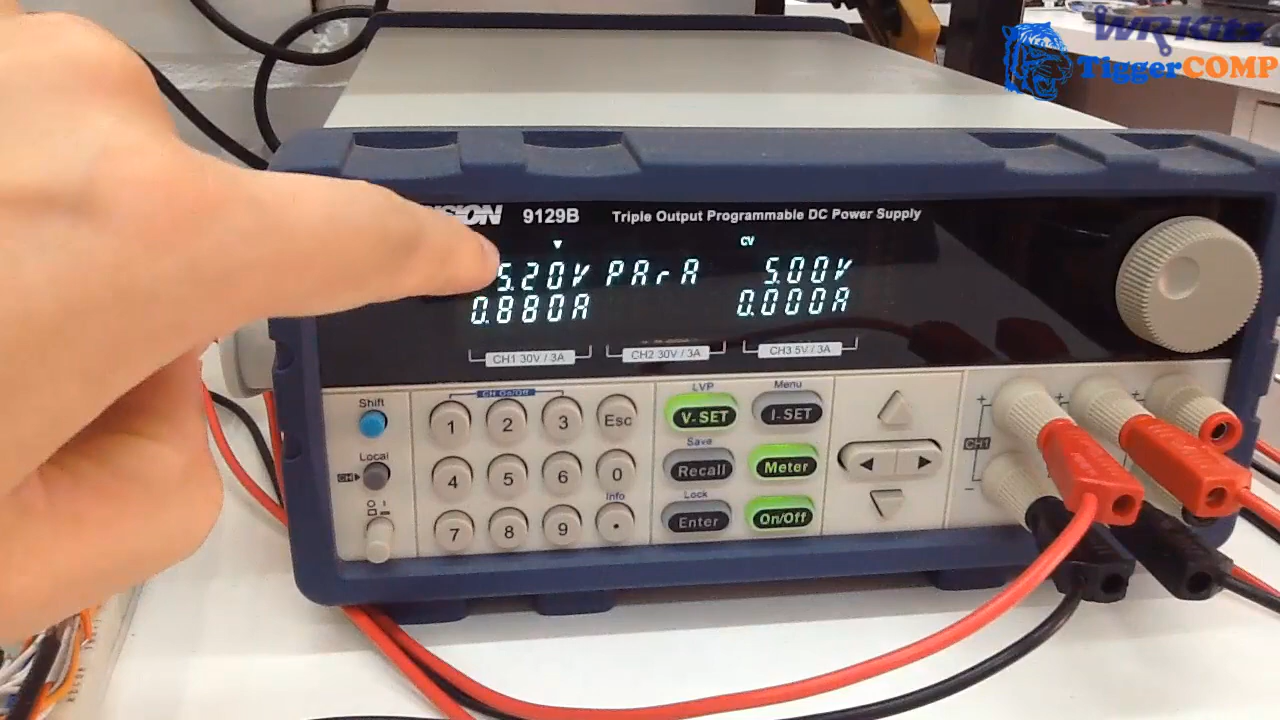 WR Kits
TiggerCOMP
9129B Triple Output Programmable DC Power Supply
CV
5.20V PArA 5.00V
0.880A 0.000A
CH1 30V / 3A CH2 30V / 3A CH3 5V / 3A
CH On/Off LVP Menu
Shift 1 2 3 Esc V-SET I-SET
Save
Local 4 5 6 0 Recall Meter
CH
Info Lock
7 8 9 . Enter On/Off
+ + +
CH1
-